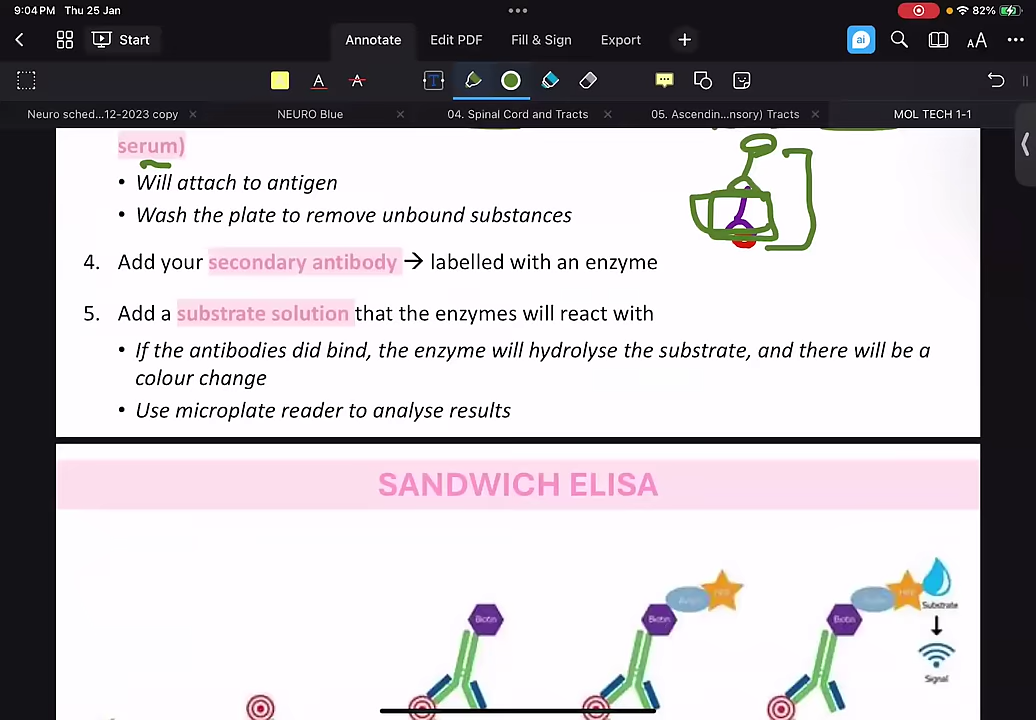 9:04 PM Thu 25 Jan
82%
Start
Annotate
Edit PDF
Fill & Sign
Export
ai
AA
T
A
A
Neuro sched...12-2023 copy
NEURO Blue
04. Spinal Cord and Tracts
05. Ascendin...nsory) Tracts
MOL TECH 1-1
serum)
• Will attach to antigen
• Wash the plate to remove unbound substances
4. Add your secondary antibody → labelled with an enzyme
5. Add a substrate solution that the enzymes will react with
• If the antibodies did bind, the enzyme will hydrolyse the substrate, and there will be a
colour change
• Use microplate reader to analyse results
SANDWICH ELISA
Biotin
Biotin
Biotin
Substrate
Signal